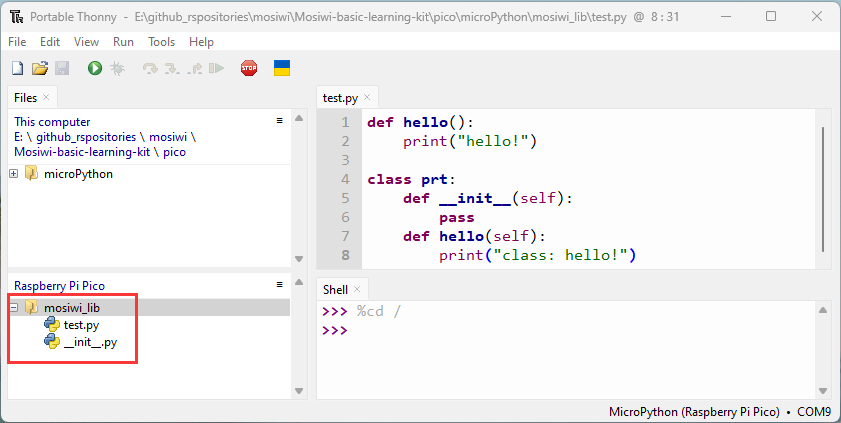 Portable Thonny - E:\github_rspositories\mosiwi\Mosiwi-basic-learning-kit\pico\microPython\mosiwi_lib\test.py @ 8 : 31
File Edit View Run Tools Help
STOP
Files
This computer
E: \ github_rspositories \ mosiwi \
Mosiwi-basic-learning-kit \ pico
microPython
Raspberry Pi Pico
mosiwi_lib
test.py
__init__.py
test.py
1 def hello():
2     print("hello!")
3
4 class prt:
5     def __init__(self):
6         pass
7     def hello(self):
8         print("class: hello!")
Shell
>>> %cd /
>>>
MicroPython (Raspberry Pi Pico) • COM9